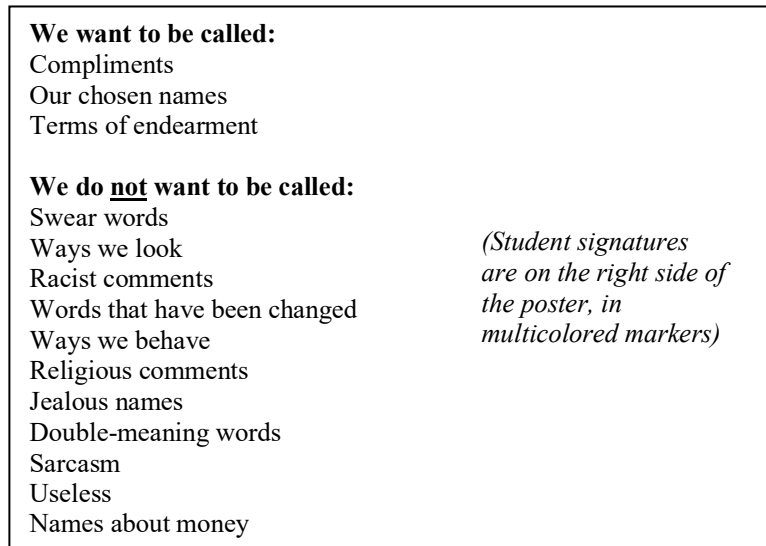 We want to be called:
Compliments
Our chosen names
Terms of endearment
We do not want to be called:
Swear words
Ways we look
Racist comments
Words that have been changed
Ways we behave
Religious comments
Jealous names
Double-meaning words
Sarcasm
Useless
Names about money
(Student signatures
are on the right side of
the poster, in
multicolored markers)